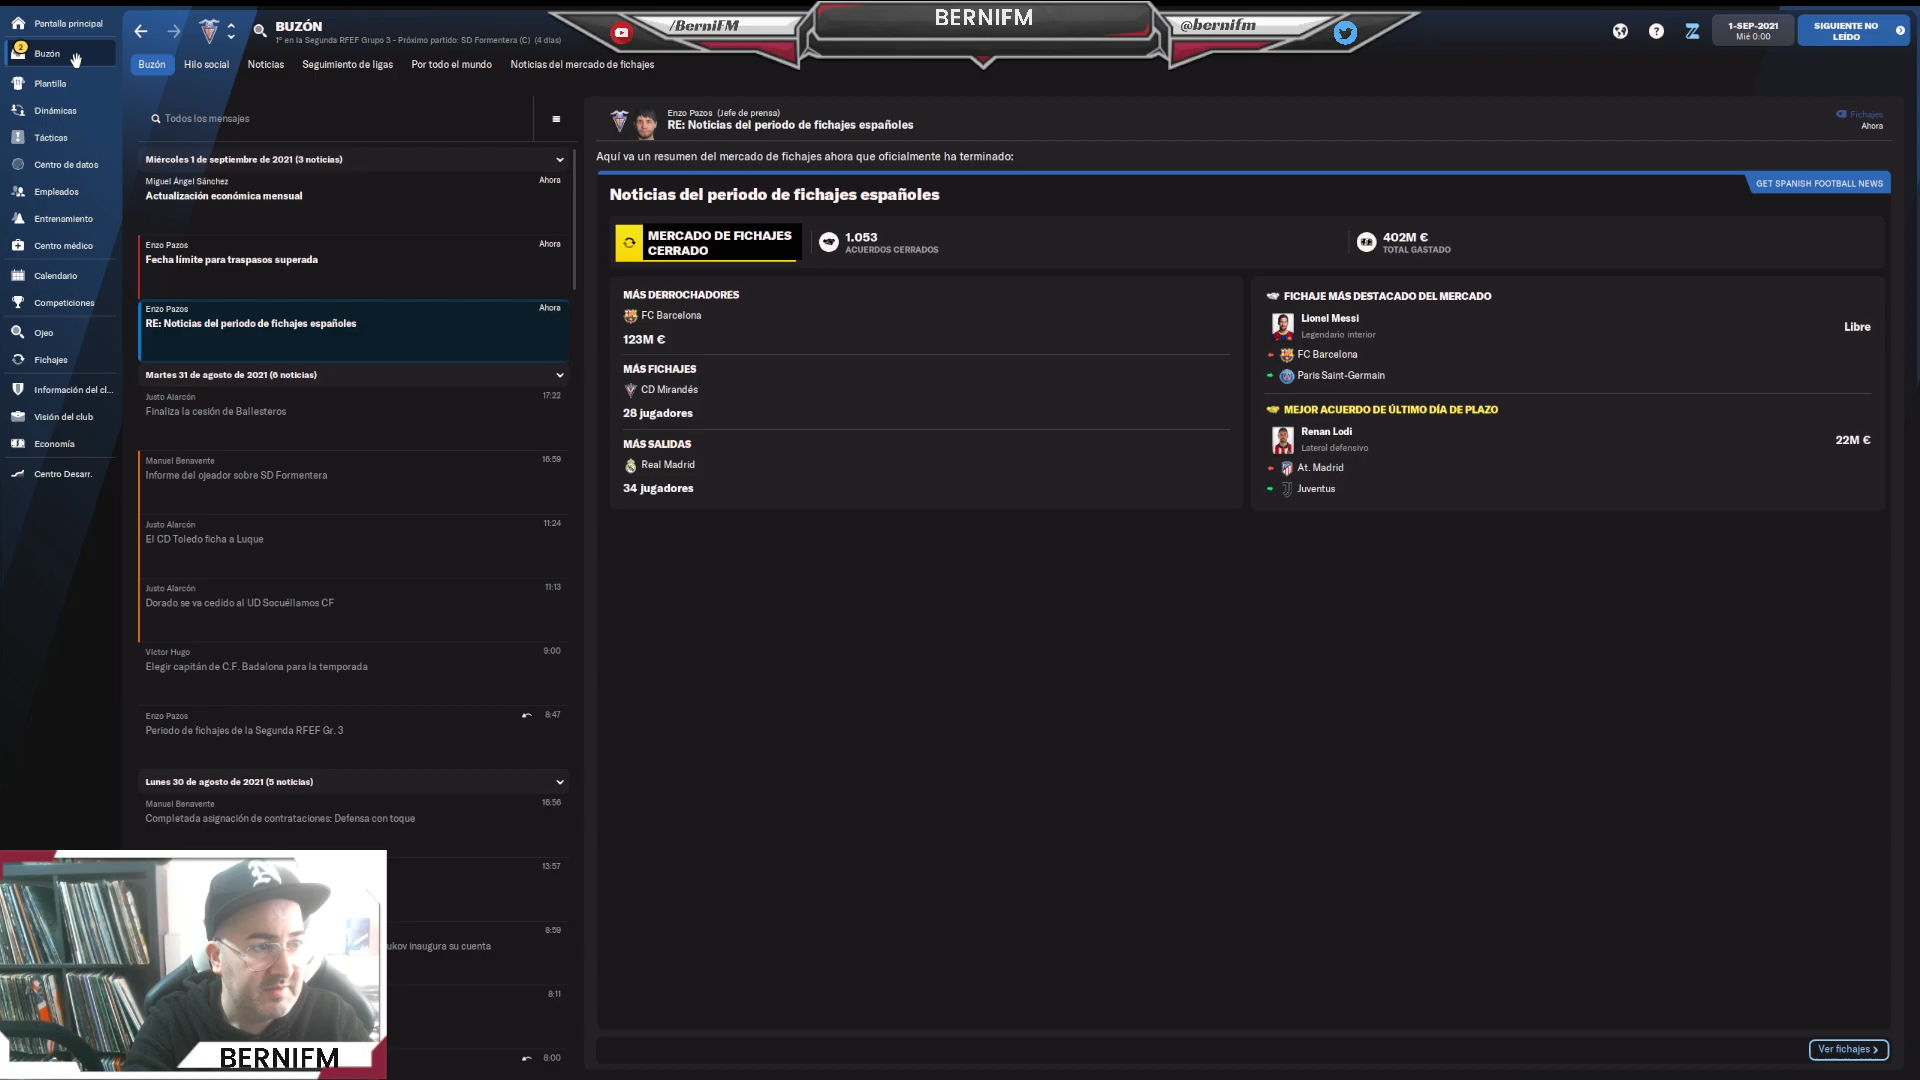 Pantalla principal
2
Buzón
Plantilla
Dinámicas
Tácticas
Centro de datos
Empleados
Entrenamiento
Centro médico
Calendario
Competiciones
Ojeo
Fichajes
Información del cl...
Visión del club
Economía
Centro Desarr.
BUZÓN
1º en la Segunda RFEF Grupo 3 - Próximo partido: SD Formentera (C) (4 días)
/BerniFM
BERNIFM
@bernifm
1-SEP-2021
Mié 0:00
SIGUIENTE NO
LEÍDO
Buzón
Hilo social
Noticias
Seguimiento de ligas
Por todo el mundo
Noticias del mercado de fichajes
Todos los mensajes
Miércoles 1 de septiembre de 2021 (3 noticias)
Miguel Ángel Sánchez
Ahora
Actualización económica mensual
Enzo Pazos
Ahora
Fecha límite para traspasos superada
Enzo Pazos
Ahora
RE: Noticias del periodo de fichajes españoles
Martes 31 de agosto de 2021 (6 noticias)
Justo Alarcón
17:22
Finaliza la cesión de Ballesteros
Manuel Benavente
16:59
Informe del ojeador sobre SD Formentera
Justo Alarcón
11:24
El CD Toledo ficha a Luque
Justo Alarcón
11:13
Dorado se va cedido al UD Socuéllamos CF
Víctor Hugo
9:00
Elegir capitán de C.F. Badalona para la temporada
Enzo Pazos
8:47
Periodo de fichajes de la Segunda RFEF Gr. 3
Lunes 30 de agosto de 2021 (5 noticias)
Manuel Benavente
16:56
Completada asignación de contrataciones: Defensa con toque
13:57
8:59
ukov inaugura su cuenta
8:11
8:00
BERNIFM
Enzo Pazos (Jefe de prensa)
RE: Noticias del periodo de fichajes españoles
Fichajes
Ahora
Aquí va un resumen del mercado de fichajes ahora que oficialmente ha terminado:
GET SPANISH FOOTBALL NEWS
Noticias del periodo de fichajes españoles
MERCADO DE FICHAJES
CERRADO
1.053
ACUERDOS CERRADOS
402M €
TOTAL GASTADO
MÁS DERROCHADORES
FC Barcelona
123M €
MÁS FICHAJES
CD Mirandés
28 jugadores
MÁS SALIDAS
Real Madrid
34 jugadores
FICHAJE MÁS DESTACADO DEL MERCADO
Lionel Messi
Legendario interior
Libre
FC Barcelona
Paris Saint-Germain
MEJOR ACUERDO DE ÚLTIMO DÍA DE PLAZO
Renan Lodi
Lateral defensivo
22M €
At. Madrid
Juventus
Ver fichajes